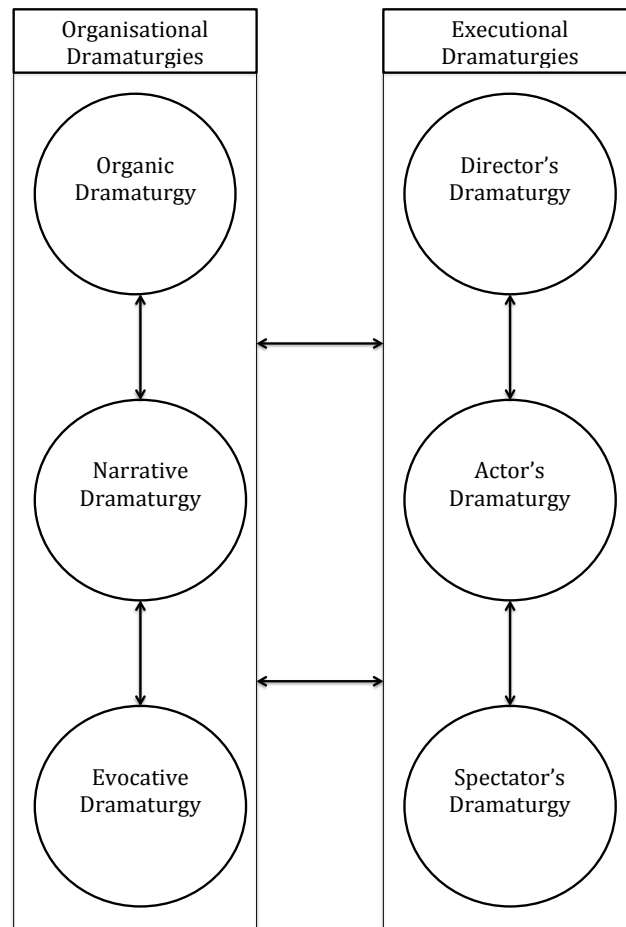 Organisational
Dramaturgies
Executional
Dramaturgies
Organic
Dramaturgy
Director’s
Dramaturgy
Narrative
Dramaturgy
Actor’s
Dramaturgy
Evocative
Dramaturgy
Spectator’s
Dramaturgy